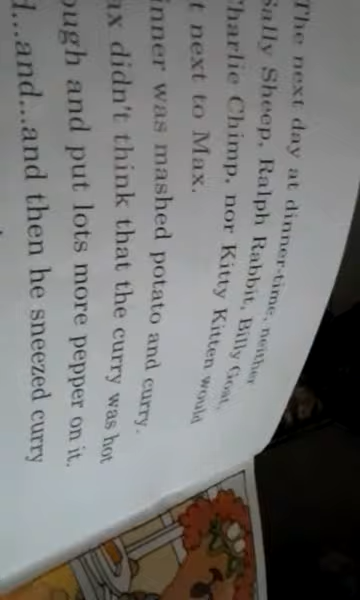 The next day at dinner-time, neither
Sally Sheep, Ralph Rabbit, Billy Goat,
Charlie Chimp, nor Kitty Kitten would
t next to Max.
inner was mashed potato and curry.
ax didn't think that the curry was hot
ough and put lots more pepper on it.
d...and...and then he sneezed curry